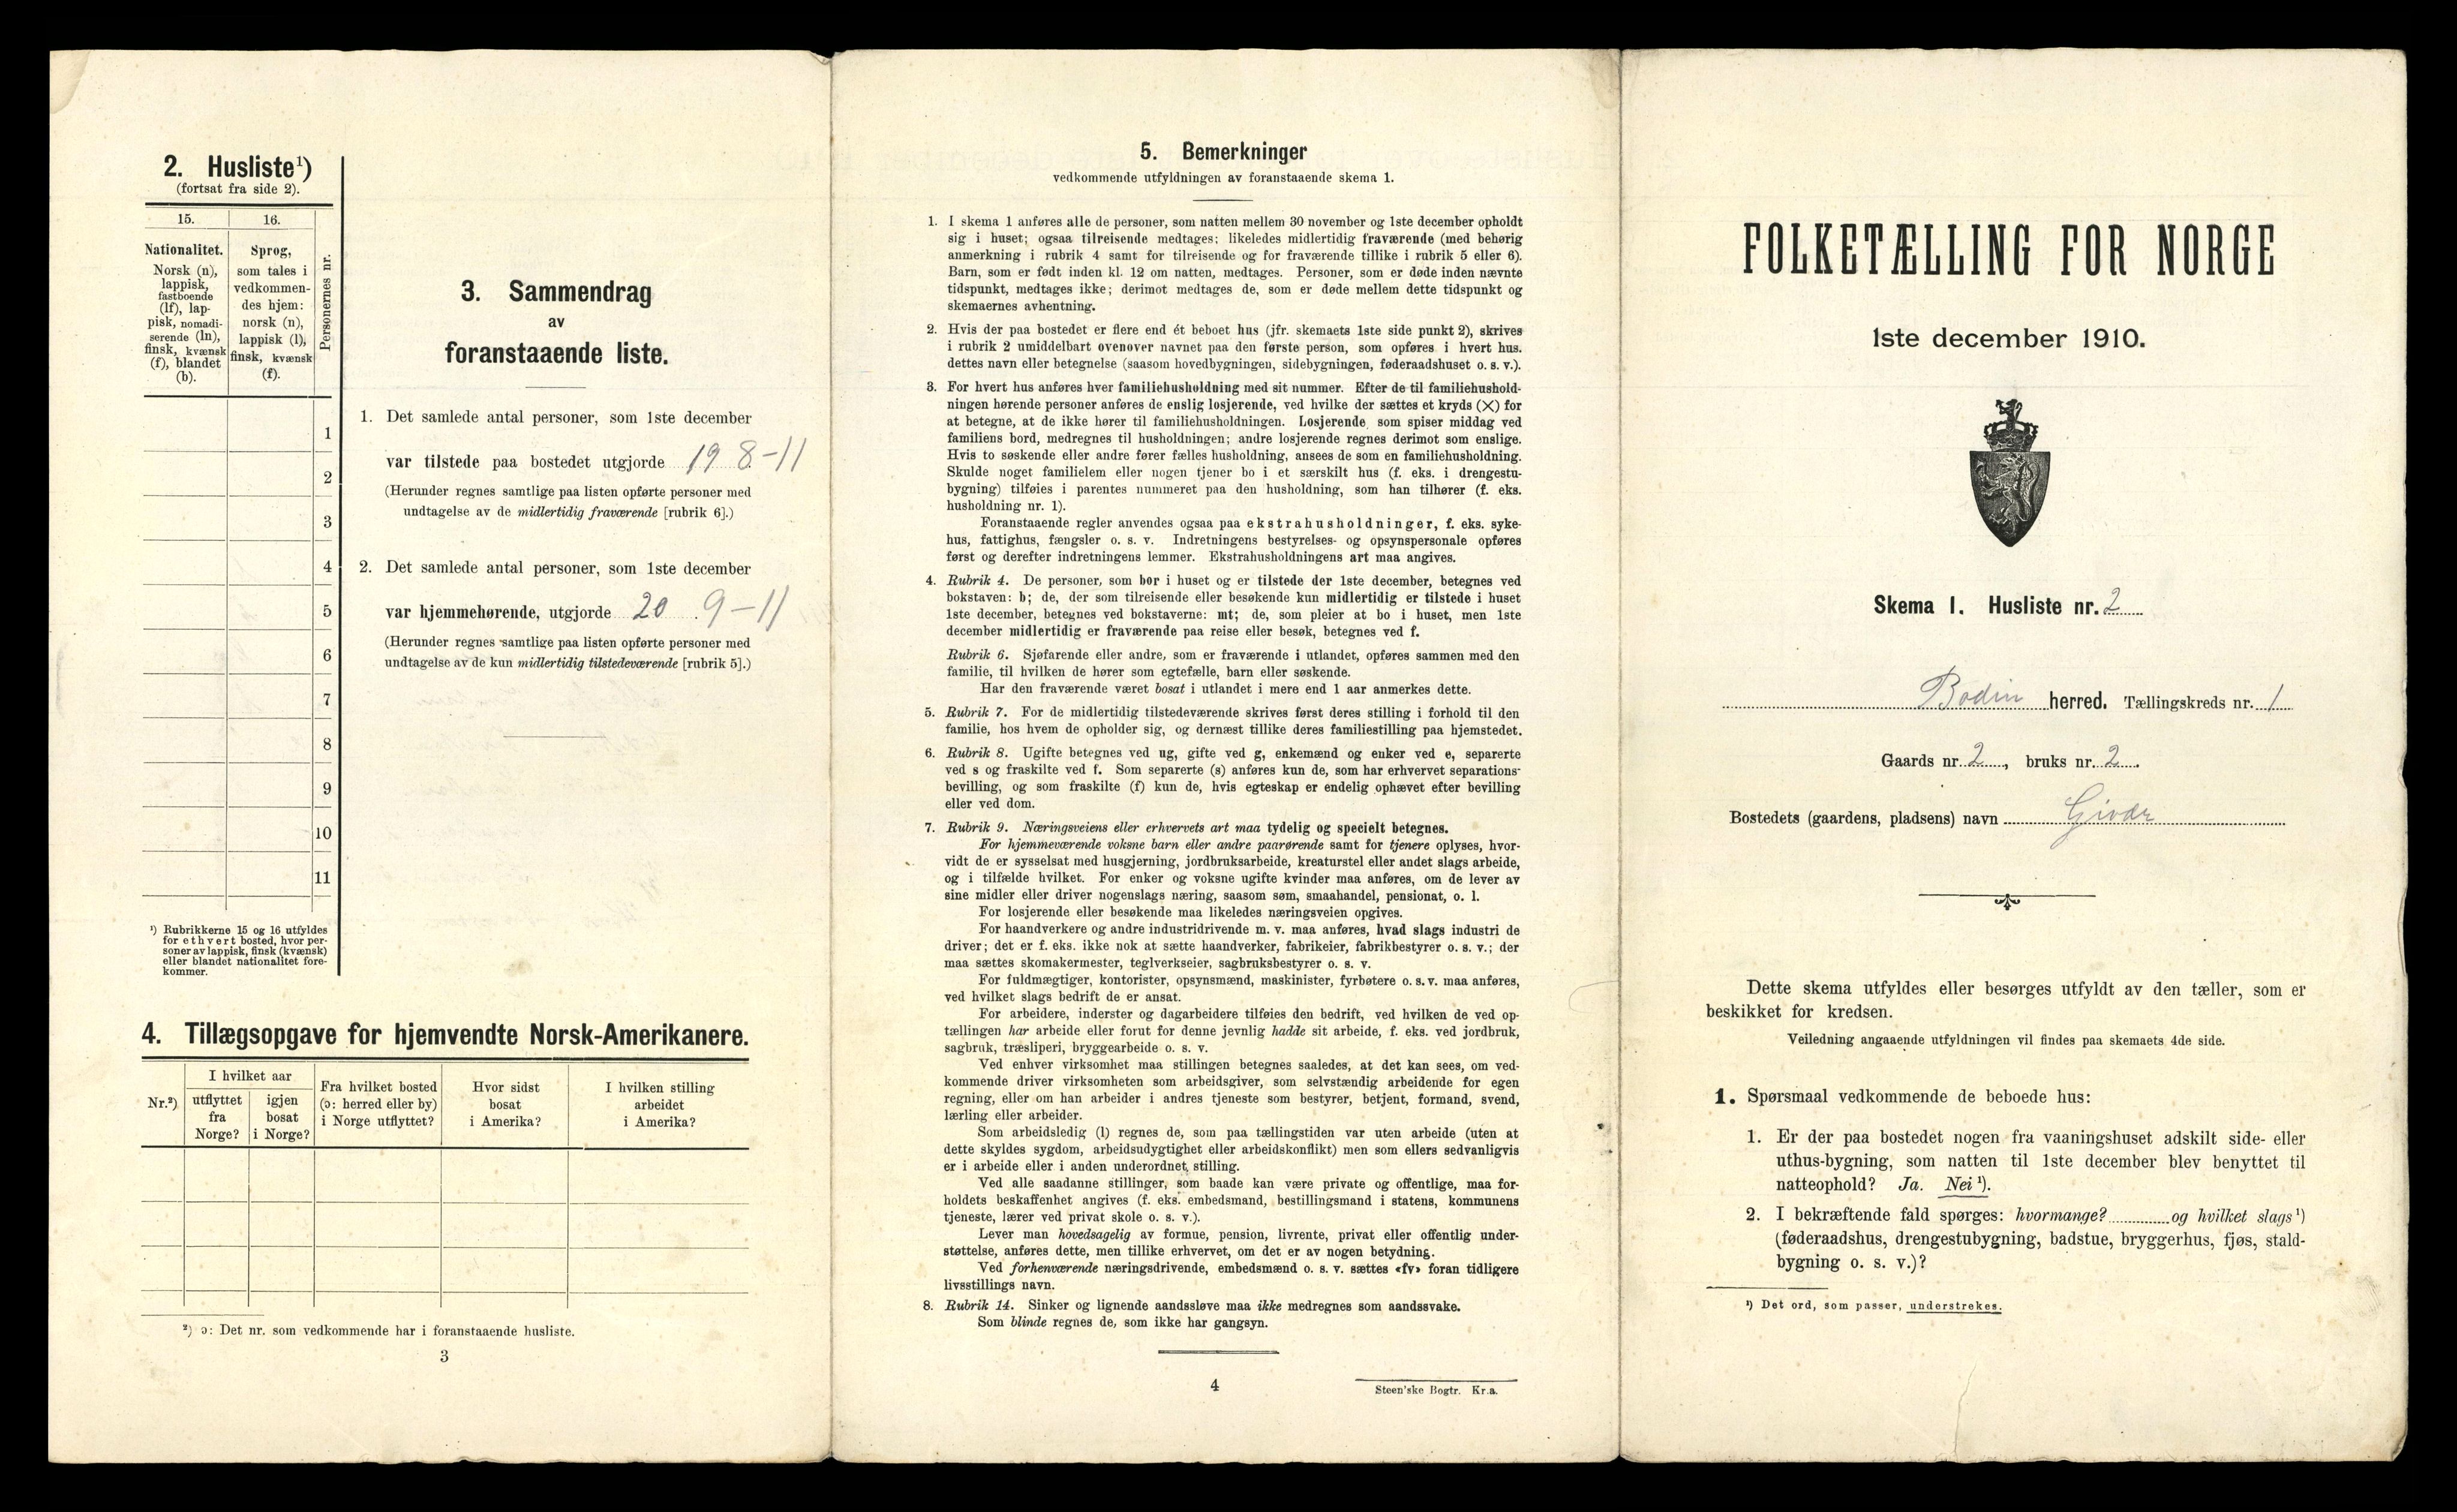 2. Husliste¹)
(fortsat fra side 2).
15.
16.
Personernes nr.
Nationalitet.
Norsk (n),
lappisk,
fastboende
(lf), lap-
pisk, nomadi-
serende (ln),
finsk, kvænsk
(f), blandet
(b).
Sprog,
som tales i
vedkommen-
des hjem:
norsk (n),
lappisk (l),
finsk, kvænsk
(f).
1
2
3
4
5
6
7
8
9
10
11
¹) Rubrikkerne 15 og 16 utfyldes
for ethvert bosted, hvor per-
soner av lappisk, finsk (kvænsk)
eller blandet nationalitet fore-
kommer.
3. Sammendrag
av
foranstaaende liste.
1. Det samlede antal personer, som 1ste december
var tilstede paa bostedet utgjorde 19 8-11
(Herunder regnes samtlige paa listen opførte personer med
undtagelse av de midlertidig fraværende [rubrik 6].)
2. Det samlede antal personer, som 1ste december
var hjemmehørende, utgjorde 20 9-11
(Herunder regnes samtlige paa listen opførte personer med
undtagelse av de kun midlertidig tilstedeværende [rubrik 5].)
4. Tillægsopgave for hjemvendte Norsk-Amerikanere.
Nr.²)
I hvilket aar
utflyttet
fra
Norge?
igjen
bosat
i Norge?
Fra hvilket bosted
(ɔ: herred eller by)
i Norge utflyttet?
Hvor sidst
bosat
i Amerika?
I hvilken stilling
arbeidet
i Amerika?
²) ɔ: Det nr. som vedkommende har i foranstaaende husliste.
3
5. Bemerkninger
vedkommende utfyldningen av foranstaaende skema 1.
1. I skema 1 anføres alle de personer, som natten mellem 30 november og 1ste december opholdt
sig i huset; ogsaa tilreisende medtages; likeledes midlertidig fraværende (med behørig
anmerkning i rubrik 4 samt for tilreisende og for fraværende tillike i rubrik 5 eller 6).
Barn, som er født inden kl. 12 om natten, medtages. Personer, som er døde inden nævnte
tidspunkt, medtages ikke; derimot medtages de, som er døde mellem dette tidspunkt og
skemaernes avhentning.
2. Hvis der paa bostedet er flere end ét beboet hus (jfr. skemaets 1ste side punkt 2), skrives
i rubrik 2 umiddelbart ovenover navnet paa den første person, som opføres i hvert hus.
dettes navn eller betegnelse (saasom hovedbygningen, sidebygningen, føderaadshuset o. s. v.).
3. For hvert hus anføres hver familiehusholdning med sit nummer. Efter de til familiehushold-
ningen hørende personer anføres de enslig losjerende, ved hvilke der sættes et kryds (×) for
at betegne, at de ikke hører til familiehusholdningen. Losjerende som spiser middag ved
familiens bord, medregnes til husholdningen; andre losjerende regnes derimot som enslige.
Hvis to søskende eller andre fører fælles husholdning, ansees de som en familiehusholdning.
Skulde noget familielem eller nogen tjener bo i et særskilt hus (f. eks. i drengestu-
bygning) tilføies i parentes nummeret paa den husholdning, som han tilhører (f. eks.
husholdning nr. 1).
Foranstaaende regler anvendes ogsaa paa ekstrahusholdninger, f. eks. syke-
hus, fattighus, fængsler o. s. v. Indretningens bestyrelses- og opsynspersonale opføres
først og derefter indretningens lemmer. Ekstrahusholdningens art maa angives.
4. Rubrik 4. De personer, som bor i huset og er tilstede der 1ste december, betegnes ved
bokstaven: b; de, der som tilreisende eller besøkende kun midlertidig er tilstede i huset
1ste december, betegnes ved bokstaverne: mt; de, som pleier at bo i huset, men 1ste
december midlertidig er fraværende paa reise eller besøk, betegnes ved f.
Rubrik 6. Sjøfarende eller andre, som er fraværende i utlandet, opføres sammen med den
familie, til hvilken de hører som egtefælle, barn eller søskende.
Har den fraværende været bosat i utlandet i mere end 1 aar anmerkes dette.
5. Rubrik 7. For de midlertidig tilstedeværende skrives først deres stilling i forhold til den
familie, hos hvem de opholder sig, og dernæst tillike deres familiestilling paa hjemstedet.
6. Rubrik 8. Ugifte betegnes ved ug, gifte ved g, enkemænd og enker ved e, separerte
ved s og fraskilte ved f. Som separerte (s) anføres kun de, som har erhvervet separations-
bevilling, og som fraskilte (f) kun de, hvis egteskap er endelig ophævet efter bevilling
eller ved dom.
7. Rubrik 9. Næringsveiens eller erhvervets art maa tydelig og specielt betegnes.
For hjemmeværende voksne barn eller andre paarørende samt for tjenere oplyses, hvor-
vidt de er sysselsat med husgjerning, jordbruksarbeide, kreaturstel eller andet slags arbeide,
og i tilfælde hvilket. For enker og voksne ugifte kvinder maa anføres, om de lever av
sine midler eller driver nogenslags næring, saasom søm, smaahandel, pensionat, o. l.
For losjerende eller besøkende maa likeledes næringsveien opgives.
For haandverkere og andre industridrivende m. v. maa anføres, hvad slags industri de
driver; det er f. eks. ikke nok at sætte haandverker, fabrikeier, fabrikbestyrer o. s. v.; der
maa sættes skomakermester, teglverkseier, sagbruksbestyrer o. s. v.
For fuldmægtiger, kontorister, opsynsmænd, maskinister, fyrbøtere o. s. v. maa anføres,
ved hvilket slags bedrift de er ansat.
For arbeidere, inderster og dagarbeidere tilføies den bedrift, ved hvilken de ved op-
tællingen har arbeide eller forut for denne jevnlig hadde sit arbeide, f. eks. ved jordbruk,
sagbruk, træsliperi, bryggearbeide o. s. v.
Ved enhver virksomhet maa stillingen betegnes saaledes, at det kan sees, om ved-
kommende driver virksomheten som arbeidsgiver, som selvstændig arbeidende for egen
regning, eller om han arbeider i andres tjeneste som bestyrer, betjent, formand, svend,
lærling eller arbeider.
Som arbeidsledig (l) regnes de, som paa tællingstiden var uten arbeide (uten at
dette skyldes sygdom, arbeidsudygtighet eller arbeidskonflikt) men som ellers sedvanligvis
er i arbeide eller i anden underordnet stilling.
Ved alle saadanne stillinger, som baade kan være private og offentlige, maa for-
holdets beskaffenhet angives (f. eks. embedsmand, bestillingsmand i statens, kommunens
tjeneste, lærer ved privat skole o. s. v.).
Lever man hovedsagelig av formue, pension, livrente, privat eller offentlig under-
støttelse, anføres dette, men tillike erhvervet, om det er av nogen betydning.
Ved forhenværende næringsdrivende, embedsmænd o. s. v. sættes «fv» foran tidligere
livsstillings navn.
8. Rubrik 14. Sinker og lignende aandssløve maa ikke medregnes som aandssvake.
Som blinde regnes de, som ikke har gangsyn.
4
Steen'ske Bogtr. Kr.a.
FOLKETÆLLING FOR NORGE
1ste december 1910.
Skema 1. Husliste nr. 2
Bodin herred. Tællingskreds nr. 1
Gaards nr. 2, bruks nr. 2.
Bostedets (gaardens, pladsens) navn Givær
Dette skema utfyldes eller besørges utfyldt av den tæller, som er
beskikket for kredsen.
Veiledning angaaende utfyldningen vil findes paa skemaets 4de side.
1. Spørsmaal vedkommende de beboede hus:
1. Er der paa bostedet nogen fra vaaningshuset adskilt side- eller
uthus-bygning, som natten til 1ste december blev benyttet til
natteophold? Ja. Nei ¹).
2. I bekræftende fald spørges: hvormange? og hvilket slags ¹)
(føderaadshus, drengestubygning, badstue, bryggerhus, fjøs, stald-
bygning o. s. v.)?
¹) Det ord, som passer, understrekes.